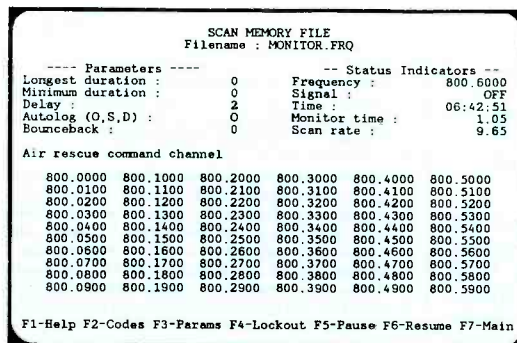 SCAN MEMORY FILE
Filename : MONITOR.FRQ
---- Parameters ---- -- Status Indicators --
Longest duration : 0 Frequency : 800.6000
Minimum duration : 0 Signal : OFF
Delay : 2 Time : 06:42:51
Autolog (O,S,D) : O Monitor time : 1.05
Bounceback : 0 Scan rate : 9.65
Air rescue command channel
800.0000 800.1000 800.2000 800.3000 800.4000 800.5000
800.0100 800.1100 800.2100 800.3100 800.4100 800.5100
800.0200 800.1200 800.2200 800.3200 800.4200 800.5200
800.0300 800.1300 800.2300 800.3300 800.4300 800.5300
800.0400 800.1400 800.2400 800.3400 800.4400 800.5400
800.0500 800.1500 800.2500 800.3500 800.4500 800.5500
800.0600 800.1600 800.2600 800.3600 800.4600 800.5600
800.0700 800.1700 800.2700 800.3700 800.4700 800.5700
800.0800 800.1800 800.2800 800.3800 800.4800 800.5800
800.0900 800.1900 800.2900 800.3900 800.4900 800.5900
F1-Help F2-Codes F3-Params F4-Lockout F5-Pause F6-Resume F7-Main